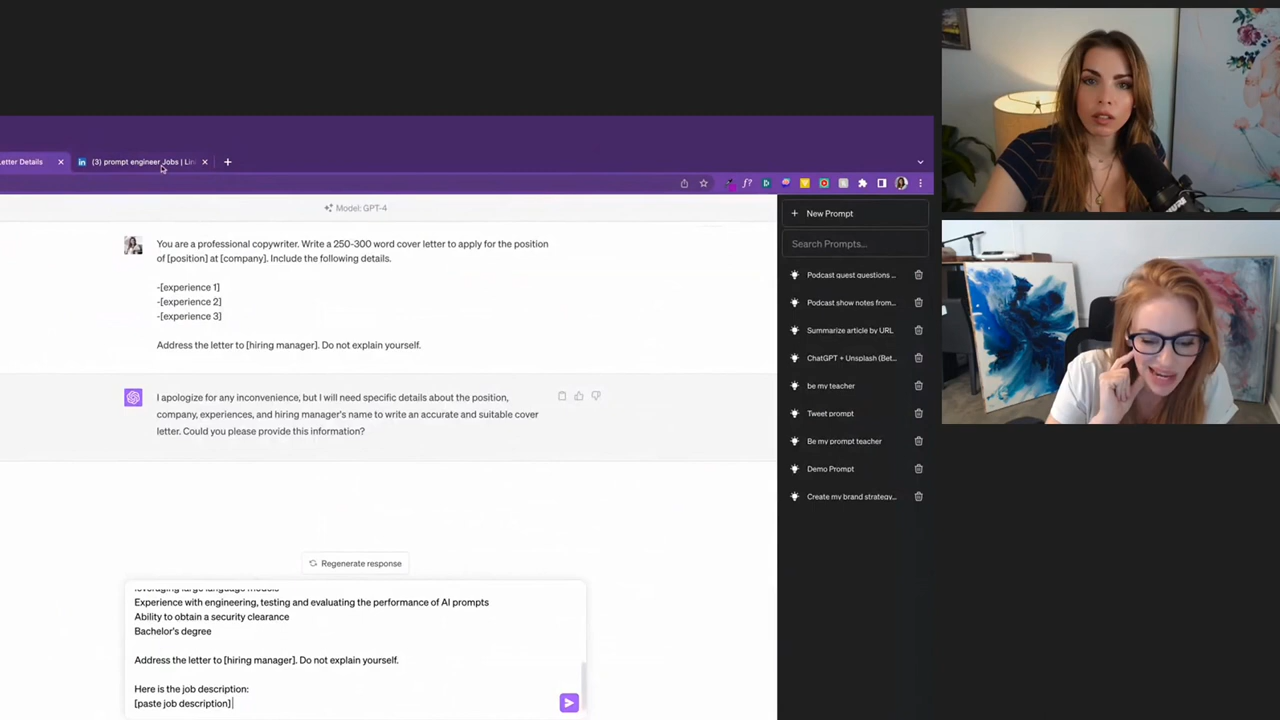 Letter Details
(3) prompt engineer Jobs | Lin
Model: GPT-4
You are a professional copywriter. Write a 250-300 word cover letter to apply for the position
of [position] at [company]. Include the following details.
-[experience 1]
-[experience 2]
-[experience 3]
Address the letter to [hiring manager]. Do not explain yourself.
I apologize for any inconvenience, but I will need specific details about the position,
company, experiences, and hiring manager's name to write an accurate and suitable cover
letter. Could you please provide this information?
Regenerate response
leveraging large language models
Experience with engineering, testing and evaluating the performance of AI prompts
Ability to obtain a security clearance
Bachelor's degree
Address the letter to [hiring manager]. Do not explain yourself.
Here is the job description:
[paste job description]
+ New Prompt
Search Prompts...
Podcast guest questions ...
Podcast show notes from...
Summarize article by URL
ChatGPT + Unsplash (Bet...
be my teacher
Tweet prompt
Be my prompt teacher
Demo Prompt
Create my brand strategy...